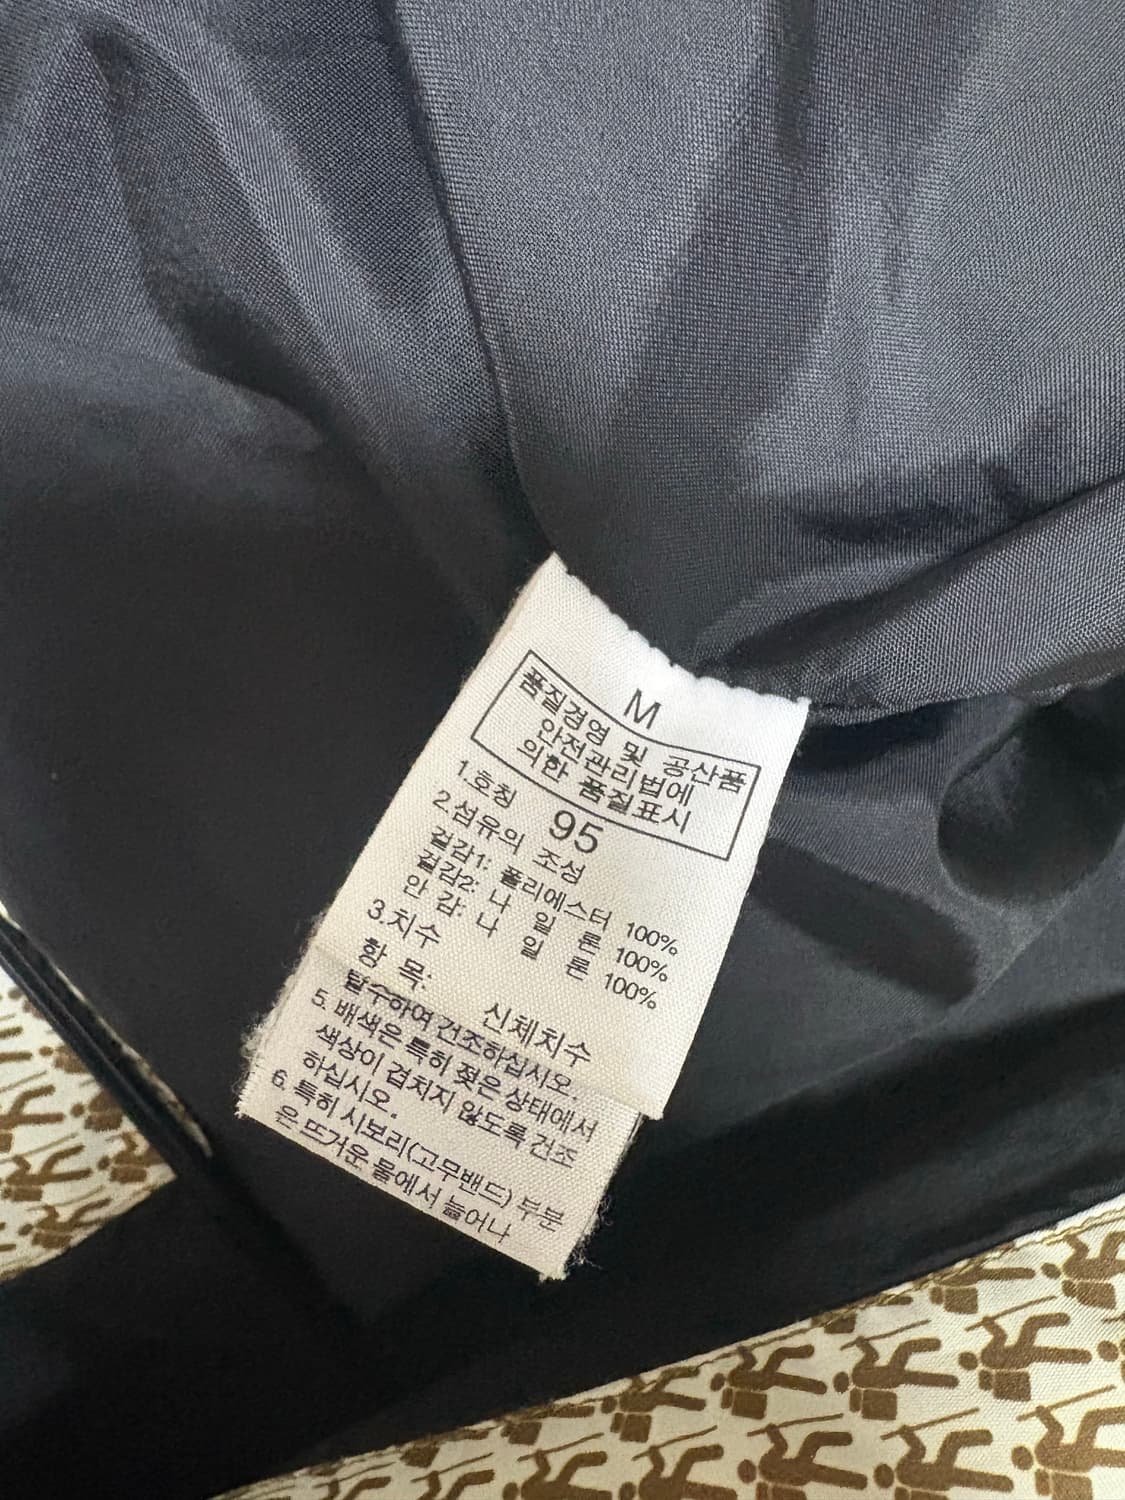 M
품질경영 및 공산품
안전관리법에
의한 품질표시
1.호칭 95
2.섬유의 조성
겉감1: 폴리에스터 100%
겉감2: 나 일 론 100%
안 감: 나 일 론 100%
3.치수
항 목: 신체치수
탈수하여 건조하십시오.
5. 배색은 특히 젖은 상태에서
색상이 겹치지 않도록 건조
하십시오.
6. 특히 시보리(고무밴드) 부분
은 뜨거운 물에서 늘어나